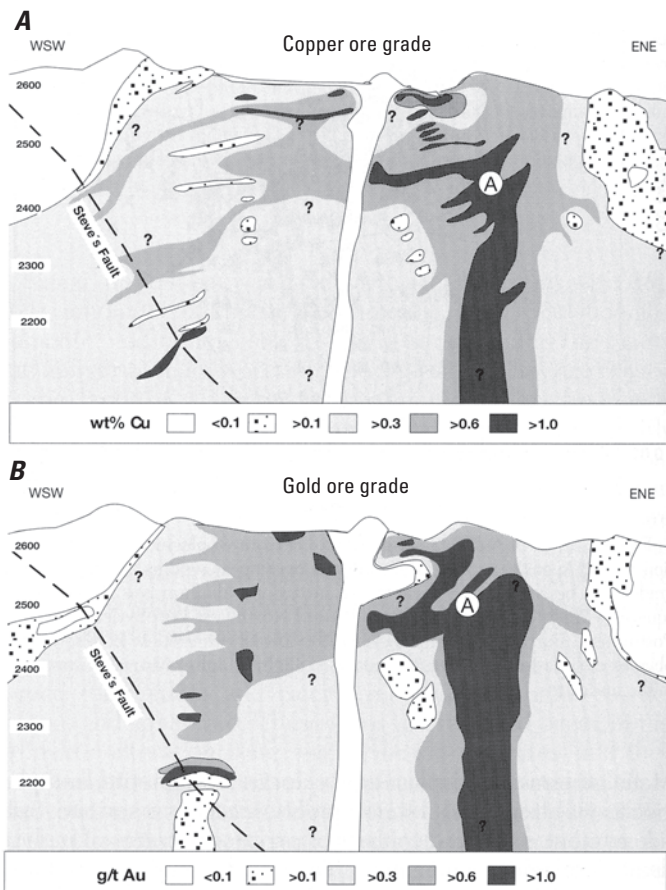 A
WSW Copper ore grade ENE
2600
?
?
?
?
2500
?
A
2400
?
Steve's Fault
?
?
2300
2200
?
?
wt% Cu <0.1 >0.1 >0.3 >0.6 >1.0
B
WSW Gold ore grade ENE
2600
?
?
2500
?
A
Steve's Fault
2400
?
?
2300
2200
?
?
g/t Au <0.1 >0.1 >0.3 >0.6 >1.0